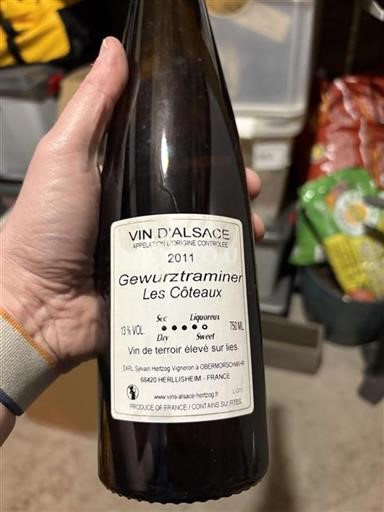 VIN D'ALSACE
APPELLATION D'ORIGINE CONTROLÉE
2011
Gewurztraminer
Les Côteaux
Sec Liquoreux
13 % VOL 750 ML
Dry Sweet
Vin de terroir élevé sur lies
EARL Sylvain Hertzog Vigneron à OBERMORSCHWIHR
68420 HERLLISHEIM - FRANCE
www.vins-alsace-hertzog.fr
PRODUCE OF FRANCE / CONTAINS SULFITES